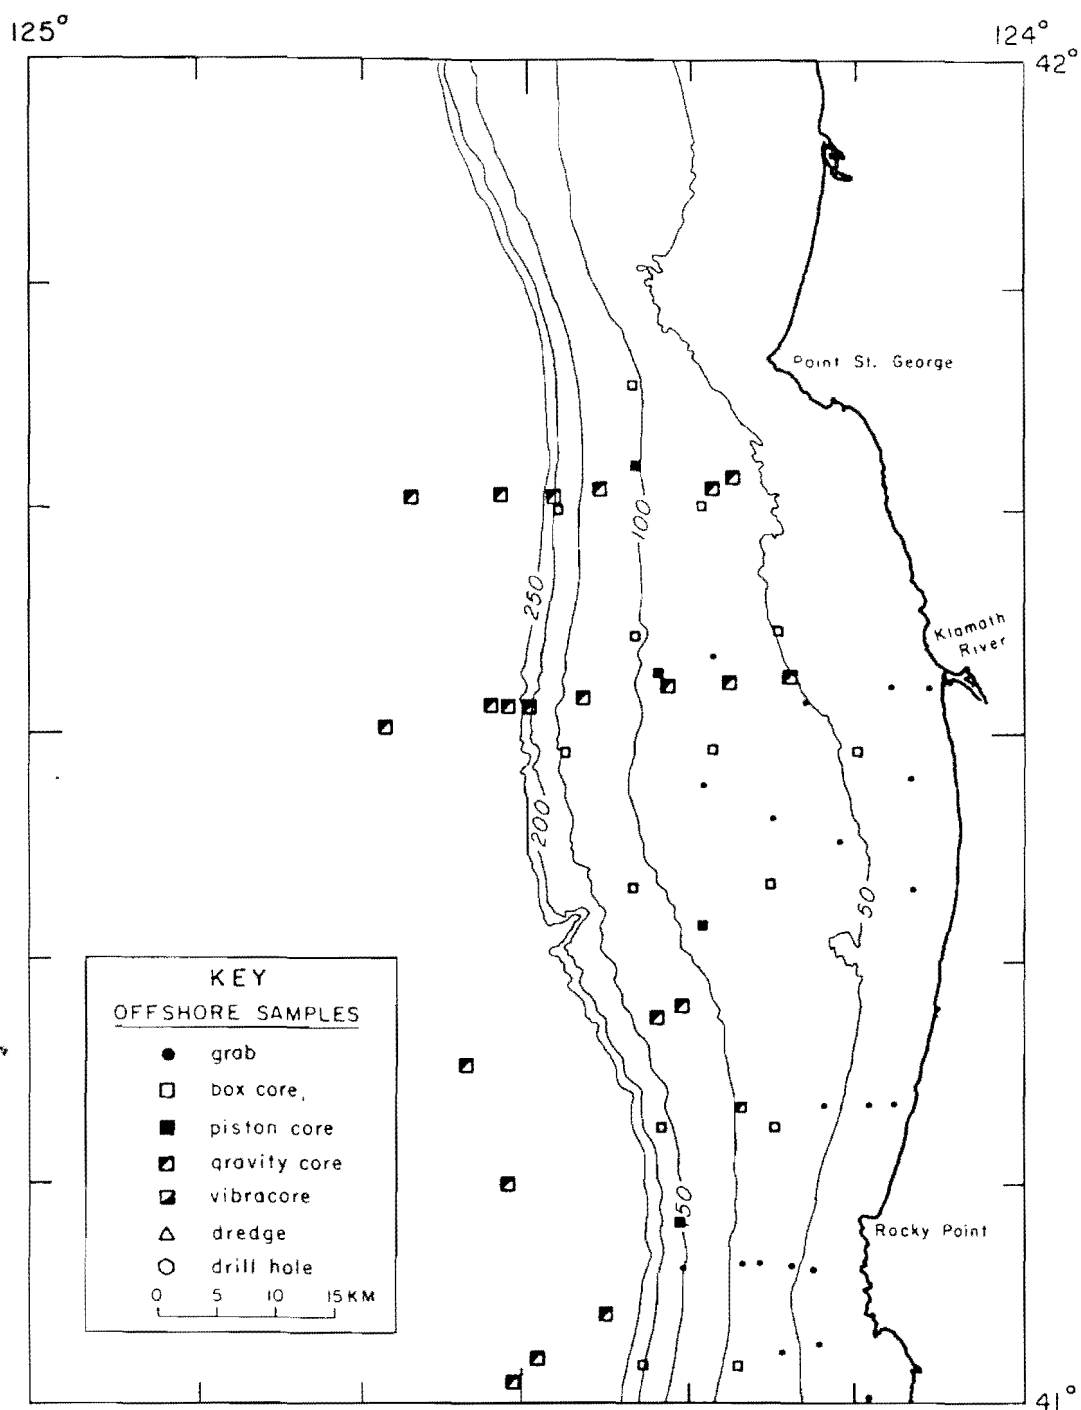 125°
124°
42°
Point St. George
100
250
Klamath
River
200
50
KEY
OFFSHORE SAMPLES
grab
box core,
piston core
gravity core
vibracore
dredge
drill hole
0 5 10 15 KM
150
Rocky Point
41°